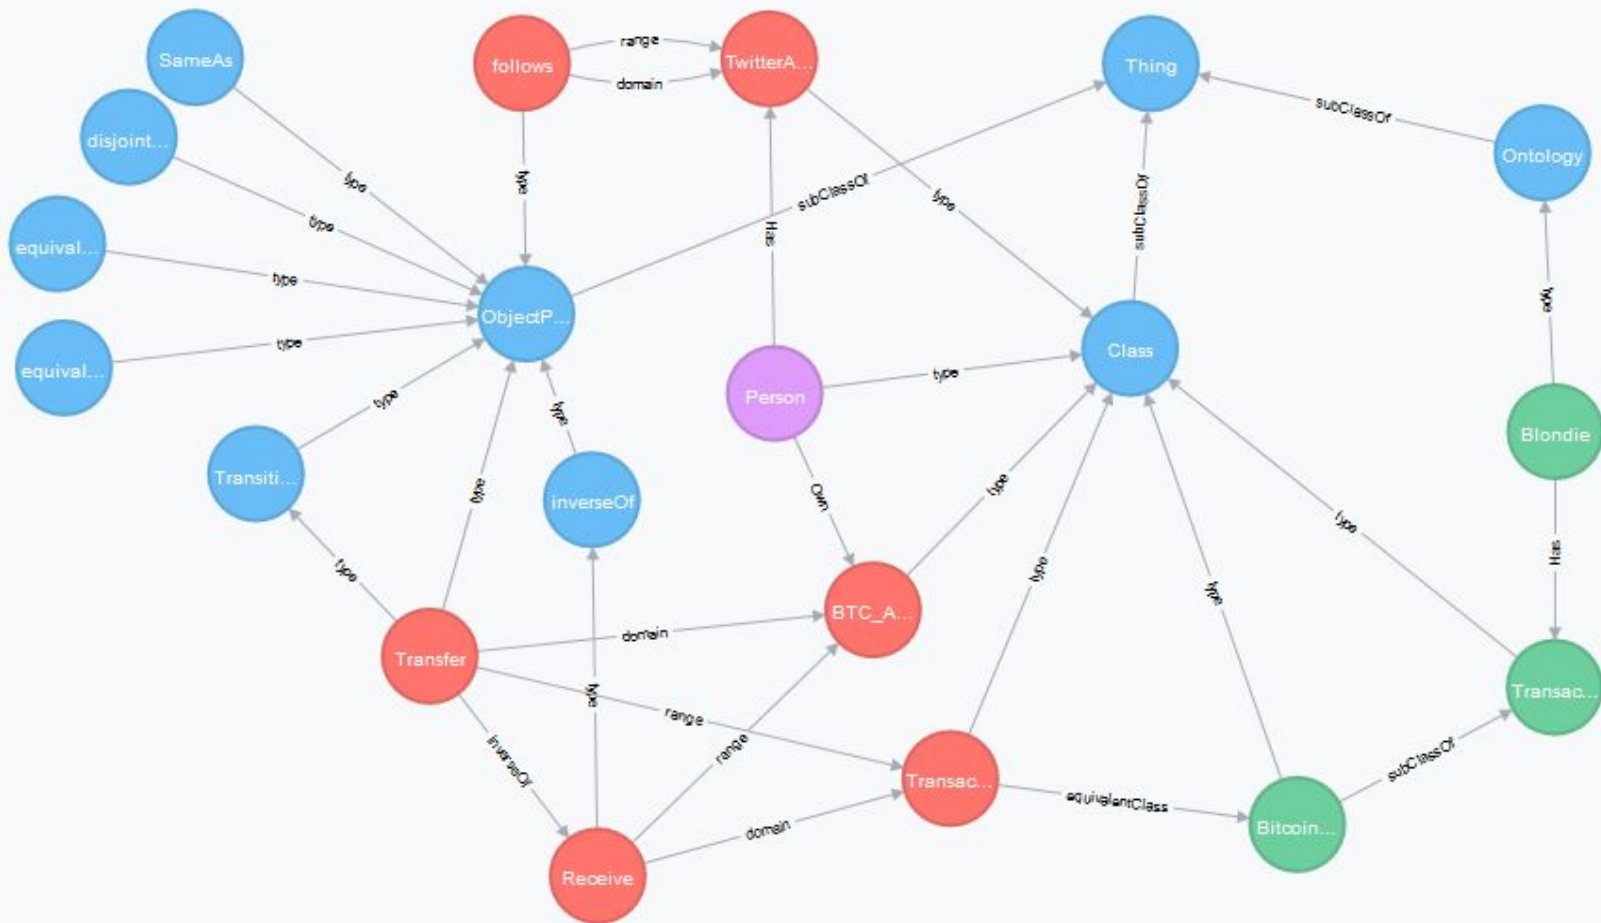 SameAs
follows
range
domain
TwitterA...
Thing
subClassOf
Ontology
disjoint...
type
type
type
subClassOf
Has
type
subClassOf
type
equival...
type
type
equival...
ObjectP...
Class
Person
type
type
type
Blondie
Transiti...
inverseOf
Own
type
type
type
type
Has
type
type
BTC_A...
domain
Transfer
type
range
inverseOf
range
Transac...
Transac...
subClassOf
equivalentClass
domain
Bitcoin...
Receive